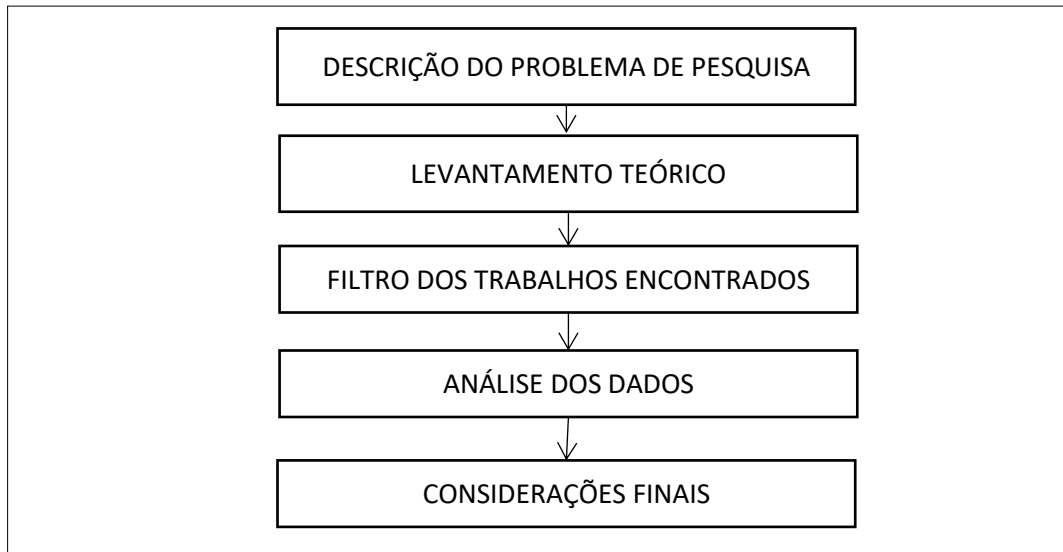 DESCRIÇÃO DO PROBLEMA DE PESQUISA
LEVANTAMENTO TEÓRICO
FILTRO DOS TRABALHOS ENCONTRADOS
ANÁLISE DOS DADOS
CONSIDERAÇÕES FINAIS